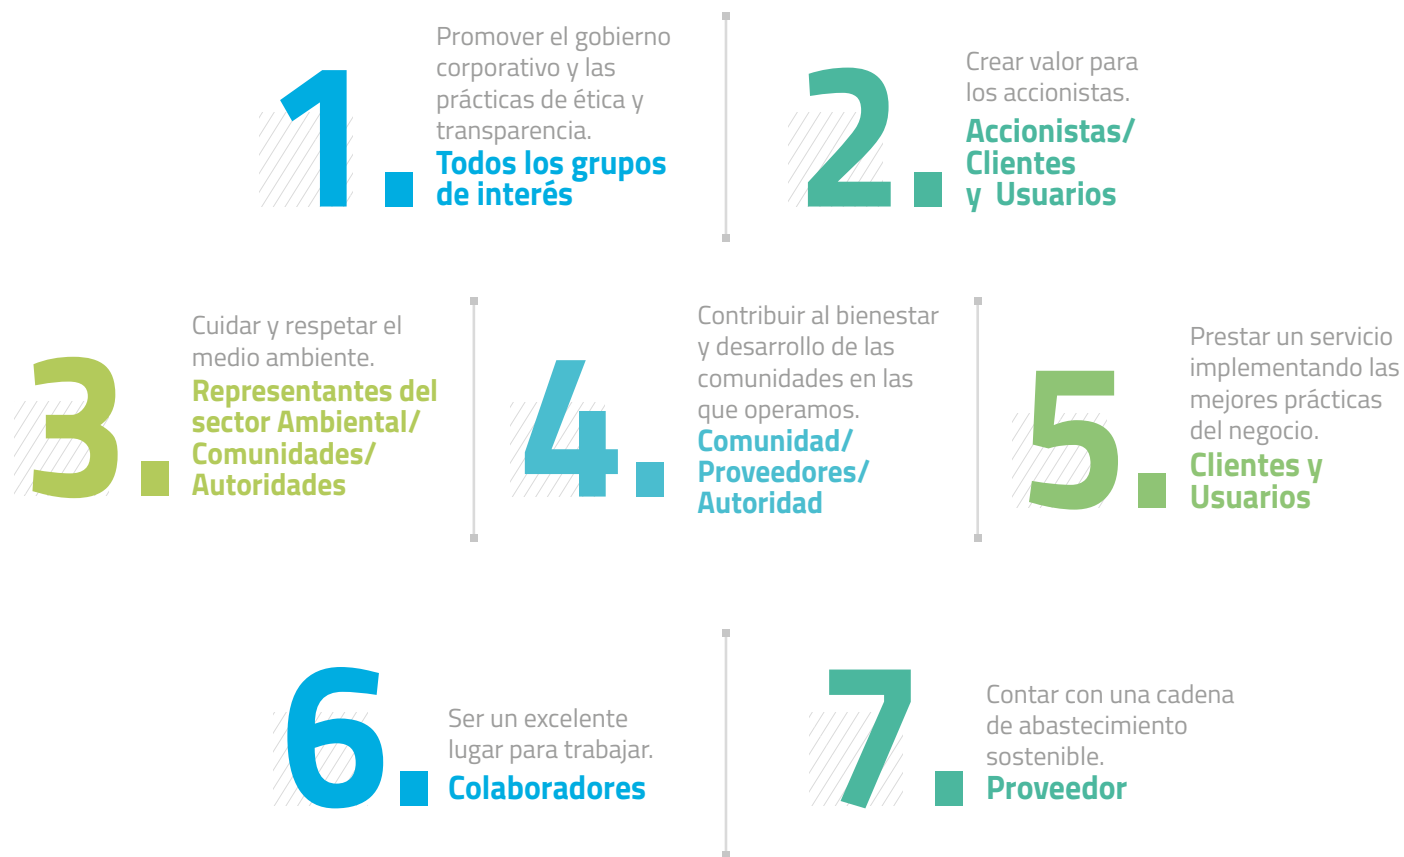 1.
Promover el gobierno
corporativo y las
prácticas de ética y
transparencia.
Todos los grupos
de interés
2.
Crear valor para
los accionistas.
Accionistas/
Clientes
y Usuarios
3.
Cuidar y respetar el
medio ambiente.
Representantes del
sector Ambiental/
Comunidades/
Autoridades
4.
Contribuir al bienestar
y desarrollo de las
comunidades en las
que operamos.
Comunidad/
Proveedores/
Autoridad
5.
Prestar un servicio
implementando las
mejores prácticas
del negocio.
Clientes y
Usuarios
6.
Ser un excelente
lugar para trabajar.
Colaboradores
7.
Contar con una cadena
de abastecimiento
sostenible.
Proveedor